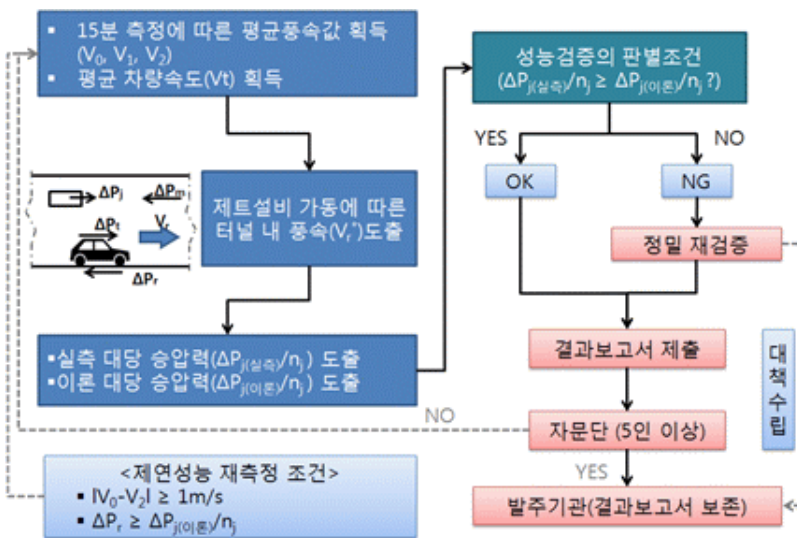 ▪ 15분 측정에 따른 평균풍속값 획득
(V₀, V₁, V₂)
▪ 평균 차량속도(Vt) 획득
성능검증의 판별조건
(ΔPj(실측)/nj ≥ ΔPj(이론)/nj ?)
YES
NO
OK
NG
ΔPj
ΔPm
ΔPt
Vr
ΔPr
제트설비 가동에 따른
터널 내 풍속(Vr*)도출
정밀 재검증
▪실측 대당 승압력(ΔPj(실측)/nj) 도출
▪이론 대당 승압력(ΔPj(이론)/nj) 도출
결과보고서 제출
대
책
수
립
NO
자문단 (5인 이상)
YES
<제연성능 재측정 조건>
▪ lV₀-V₂l ≥ 1m/s
▪ ΔPr ≥ ΔPj(이론)/nj
발주기관(결과보고서 보존)